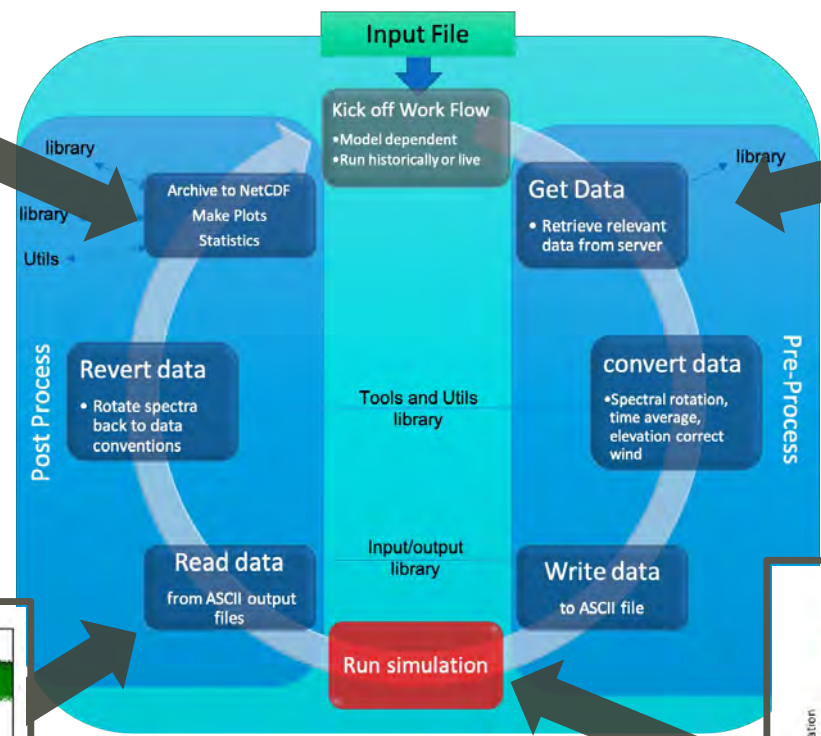 Input File
Kick off Work Flow
•Model dependent
•Run historically or live
library
Get Data
• Retrieve relevant
data from server
Pre-Process
convert data
•Spectral rotation,
time average,
elevation correct
wind
Write data
to ASCII file
Run simulation
Read data
from ASCII output
files
Post Process
Revert data
• Rotate spectra
back to data
conventions
Archive to NetCDF
Make Plots
Statistics
library
library
Utils
Tools and Utils
library
Input/output
library